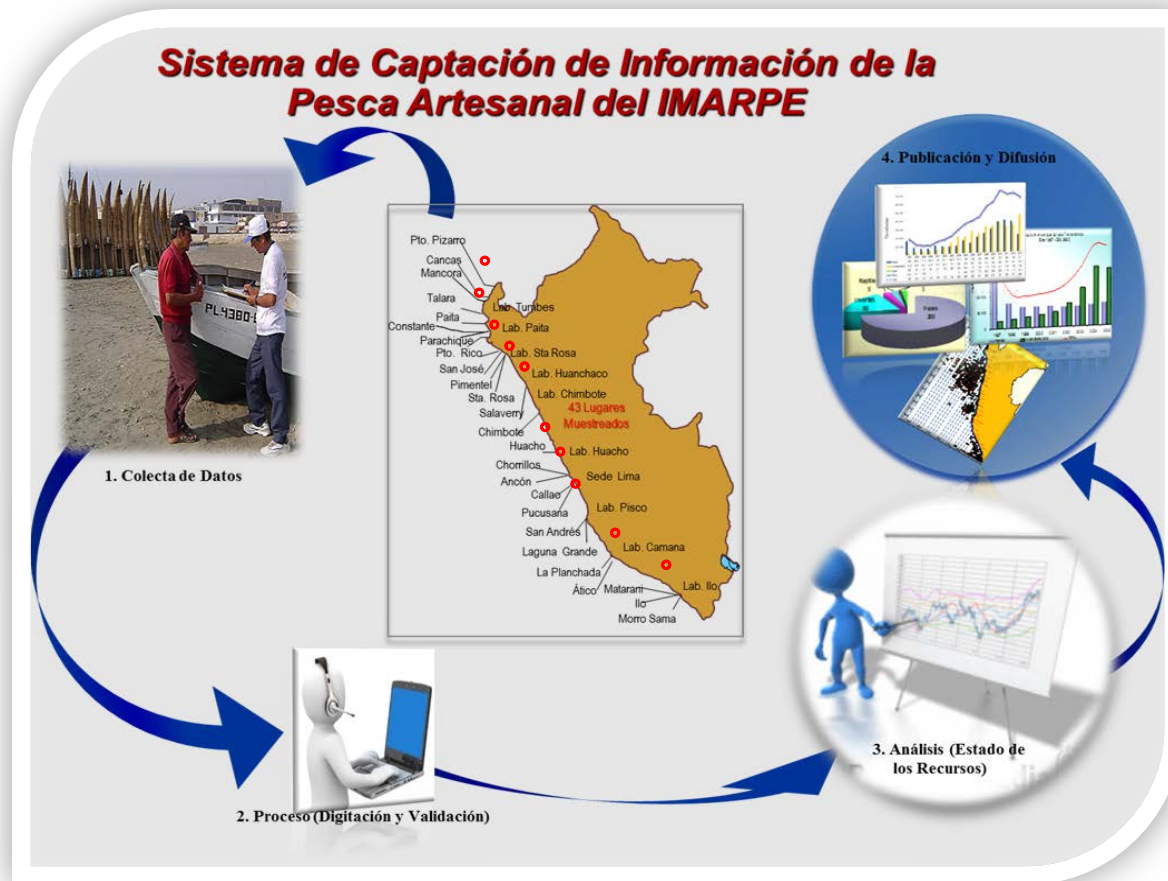 Sistema de Captación de Información de la
Pesca Artesanal del IMARPE
4. Publicación y Difusión
PL-4380-
1. Colecta de Datos
Pto. Pizarro
Cancas
Mancora
Talara
Lab. Tumbes
Paita
Constante
Lab. Paita
Parachique
Pto. Rico
Lab. Sta Rosa
San José
Lab. Huanchaco
Pimentel
Sta. Rosa
Lab. Chimbote
Salaverry
43 Lugares
Muestreados
Chimbote
Huacho
Lab. Huacho
Chorrillos
Ancón
Sede Lima
Callao
Pucusana
Lab. Pisco
San Andrés
Laguna Grande
Lab. Camana
La Planchada
Ático
Matarani
Lab. Ilo
Ilo
Morro Sama
2. Proceso (Digitación y Validación)
3. Análisis (Estado de
los Recursos)